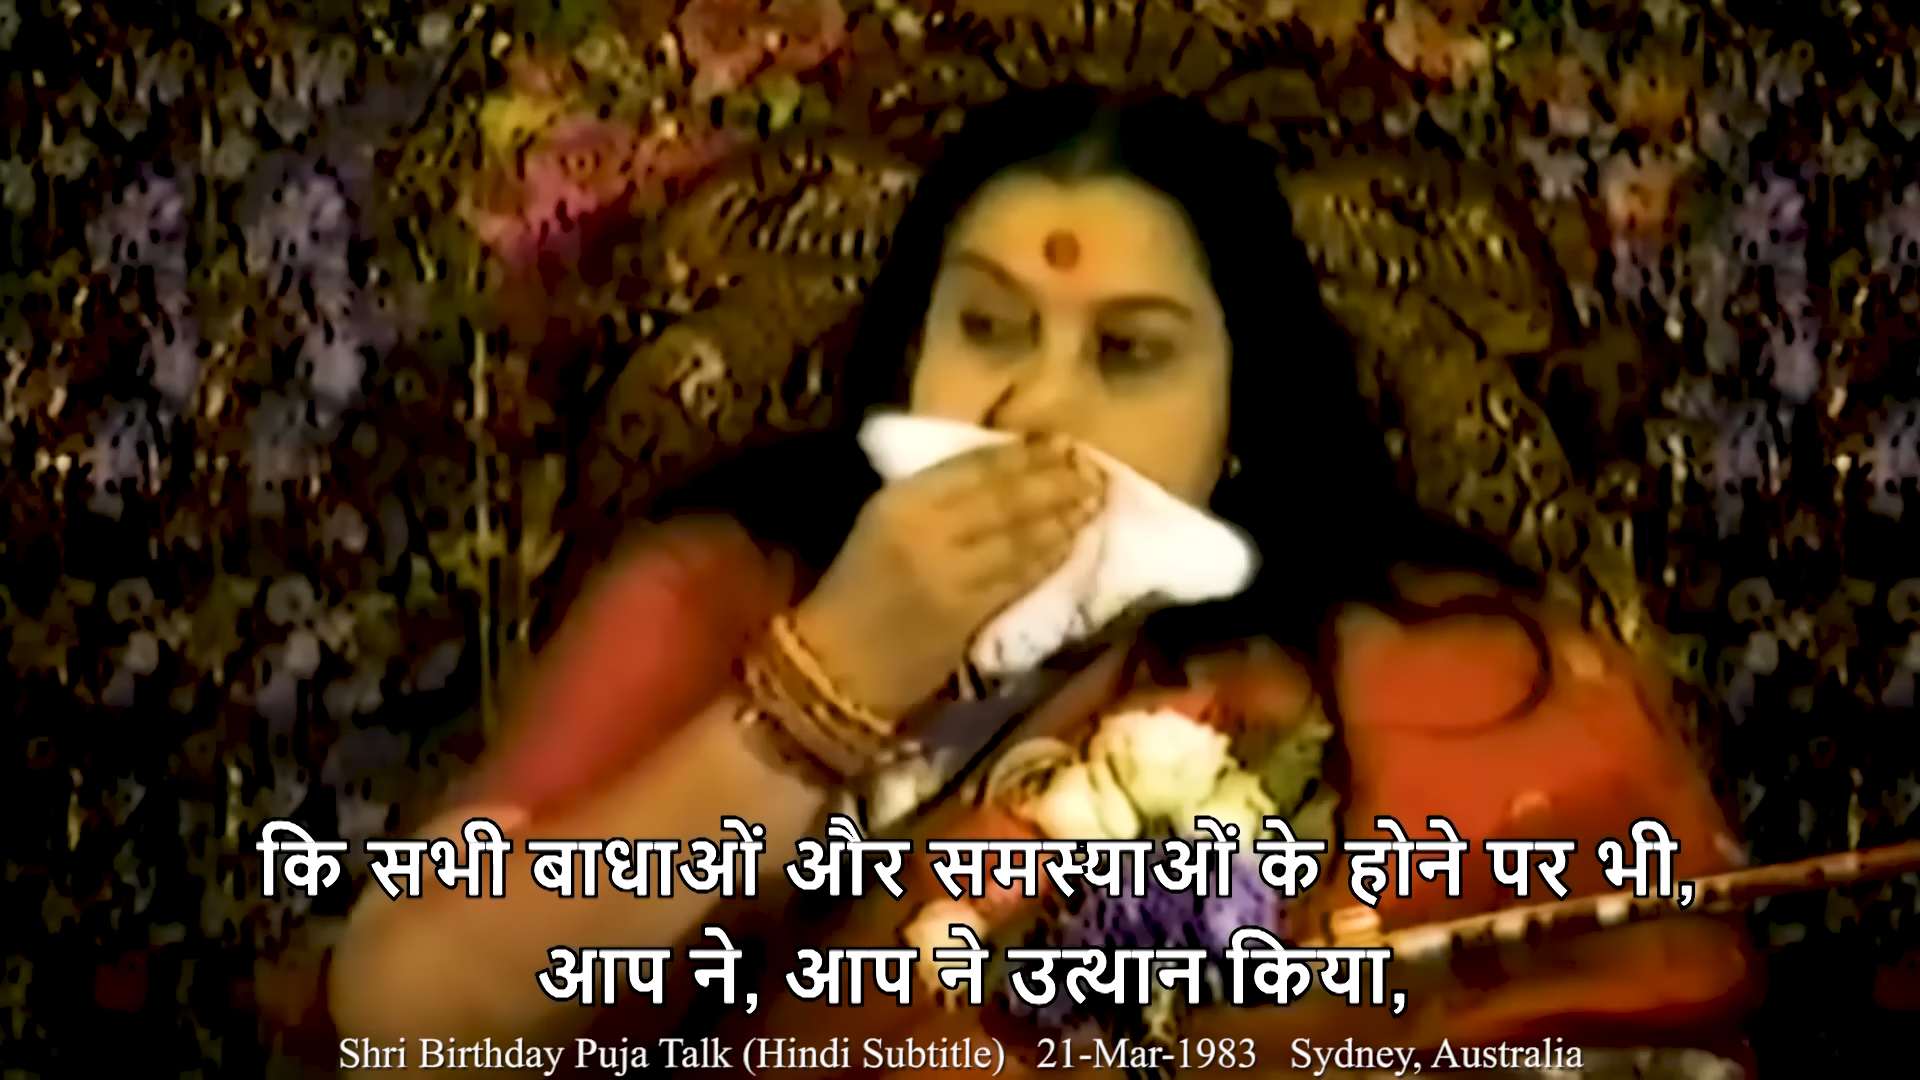 कि सभी बाधाओं और समस्याओं के होने पर भी,
आप ने, आप ने उत्थान किया,
Shri Birthday Puja Talk (Hindi Subtitle) 21-Mar-1983 Sydney, Australia